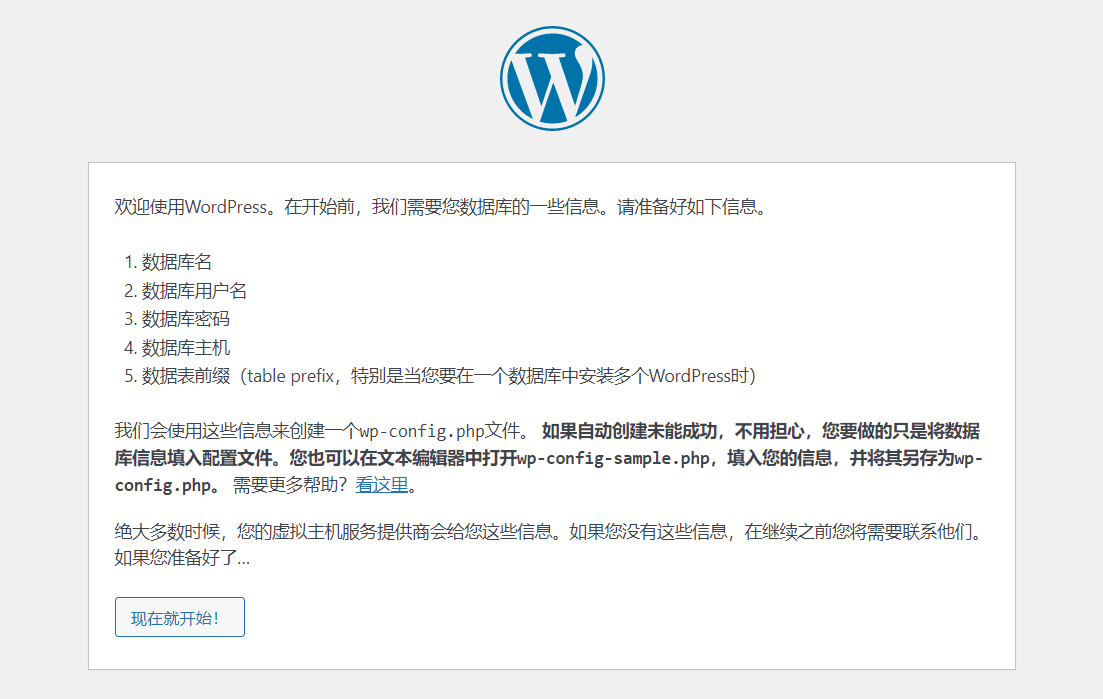 欢迎使用WordPress。在开始前，我们需要您数据库的一些信息。请准备好如下信息。
1. 数据库名
2. 数据库用户名
3. 数据库密码
4. 数据库主机
5. 数据表前缀（table prefix，特别是当您要在一个数据库中安装多个WordPress时）
我们会使用这些信息来创建一个wp-config.php文件。 如果自动创建未能成功，不用担心，您要做的只是将数据
库信息填入配置文件。您也可以在文本编辑器中打开wp-config-sample.php，填入您的信息，并将其另存为wp-
config.php。 需要更多帮助？看这里。
绝大多数时候，您的虚拟主机服务提供商会给您这些信息。如果您没有这些信息，在继续之前您将需要联系他们。
如果您准备好了…
现在就开始！